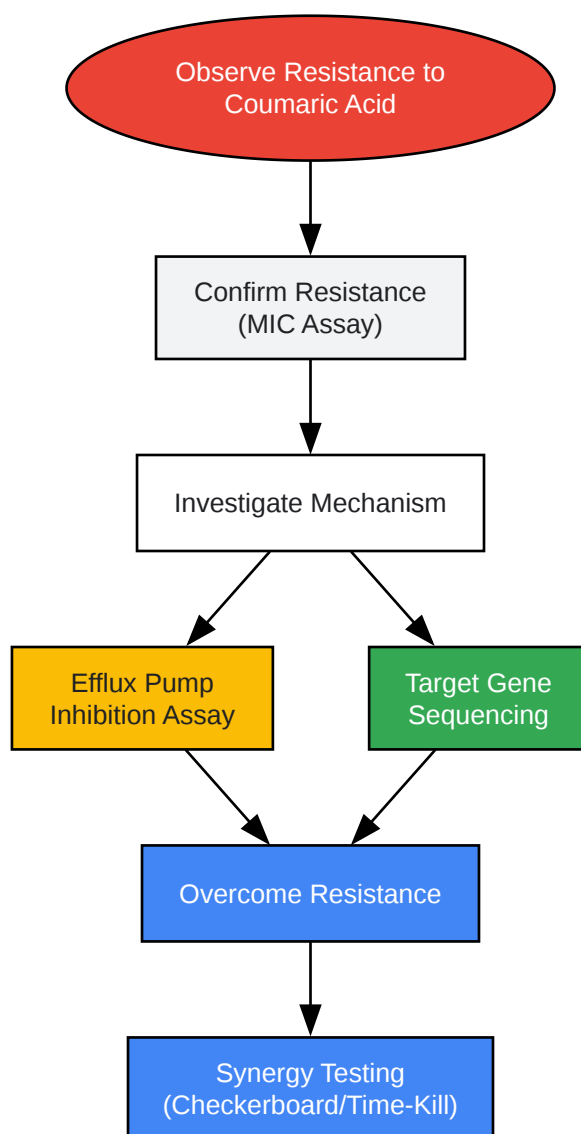 Observe Resistance to
Coumaric Acid
Confirm Resistance
(MIC Assay)
Investigate Mechanism
Efflux Pump
Inhibition Assay
Target Gene
Sequencing
Overcome Resistance
Synergy Testing
(Checkerboard/Time-Kill)